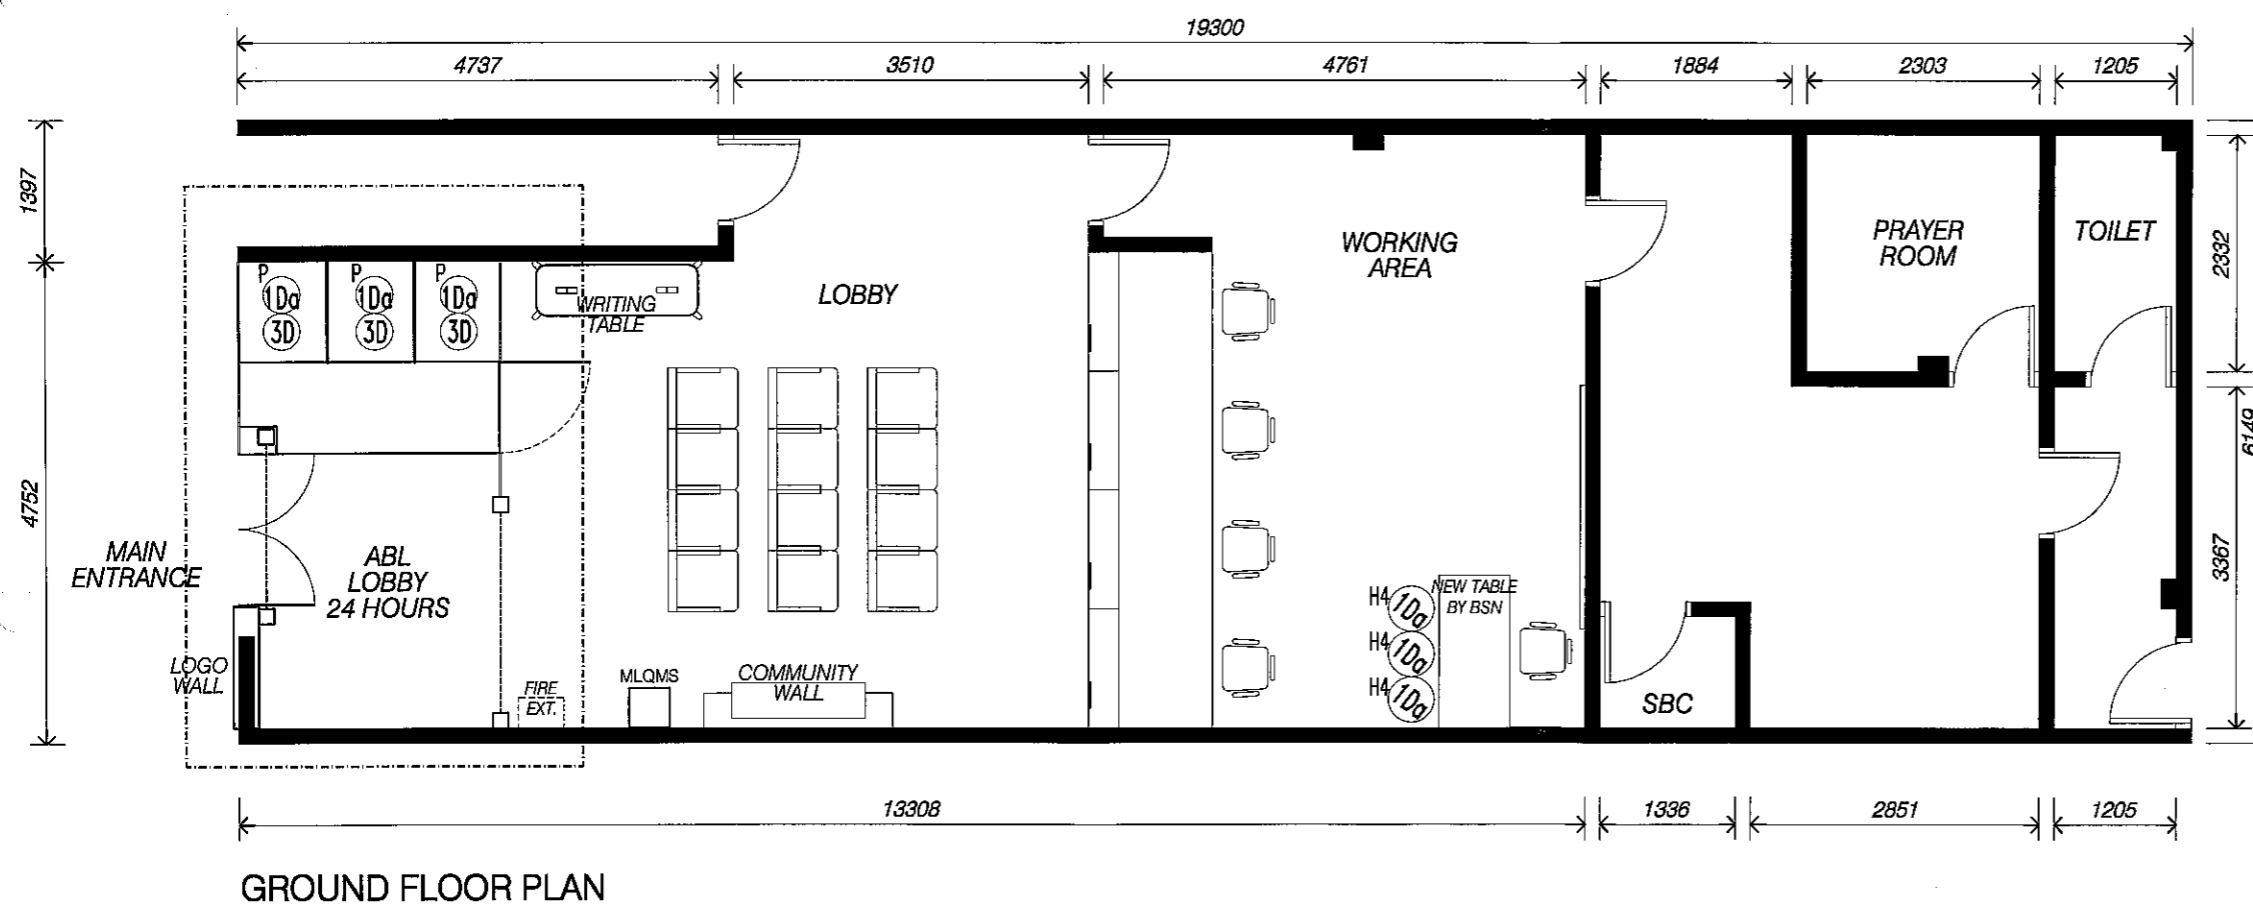 19300
4737 3510 4761 1884 2303 1205
1397
4752
2332
6149
3367
P 1Da 3D
P 1Da 3D
P 1Da 3D
WRITING
TABLE
LOBBY
WORKING
AREA
PRAYER
ROOM
TOILET
MAIN
ENTRANCE
ABL
LOBBY
24 HOURS
LOGO
WALL
FIRE
EXT.
MLQMS
COMMUNITY
WALL
H4 1Da
H4 1Da
H4 1Da
NEW TABLE
BY BSN
SBC
13308 1336 2851 1205
GROUND FLOOR PLAN